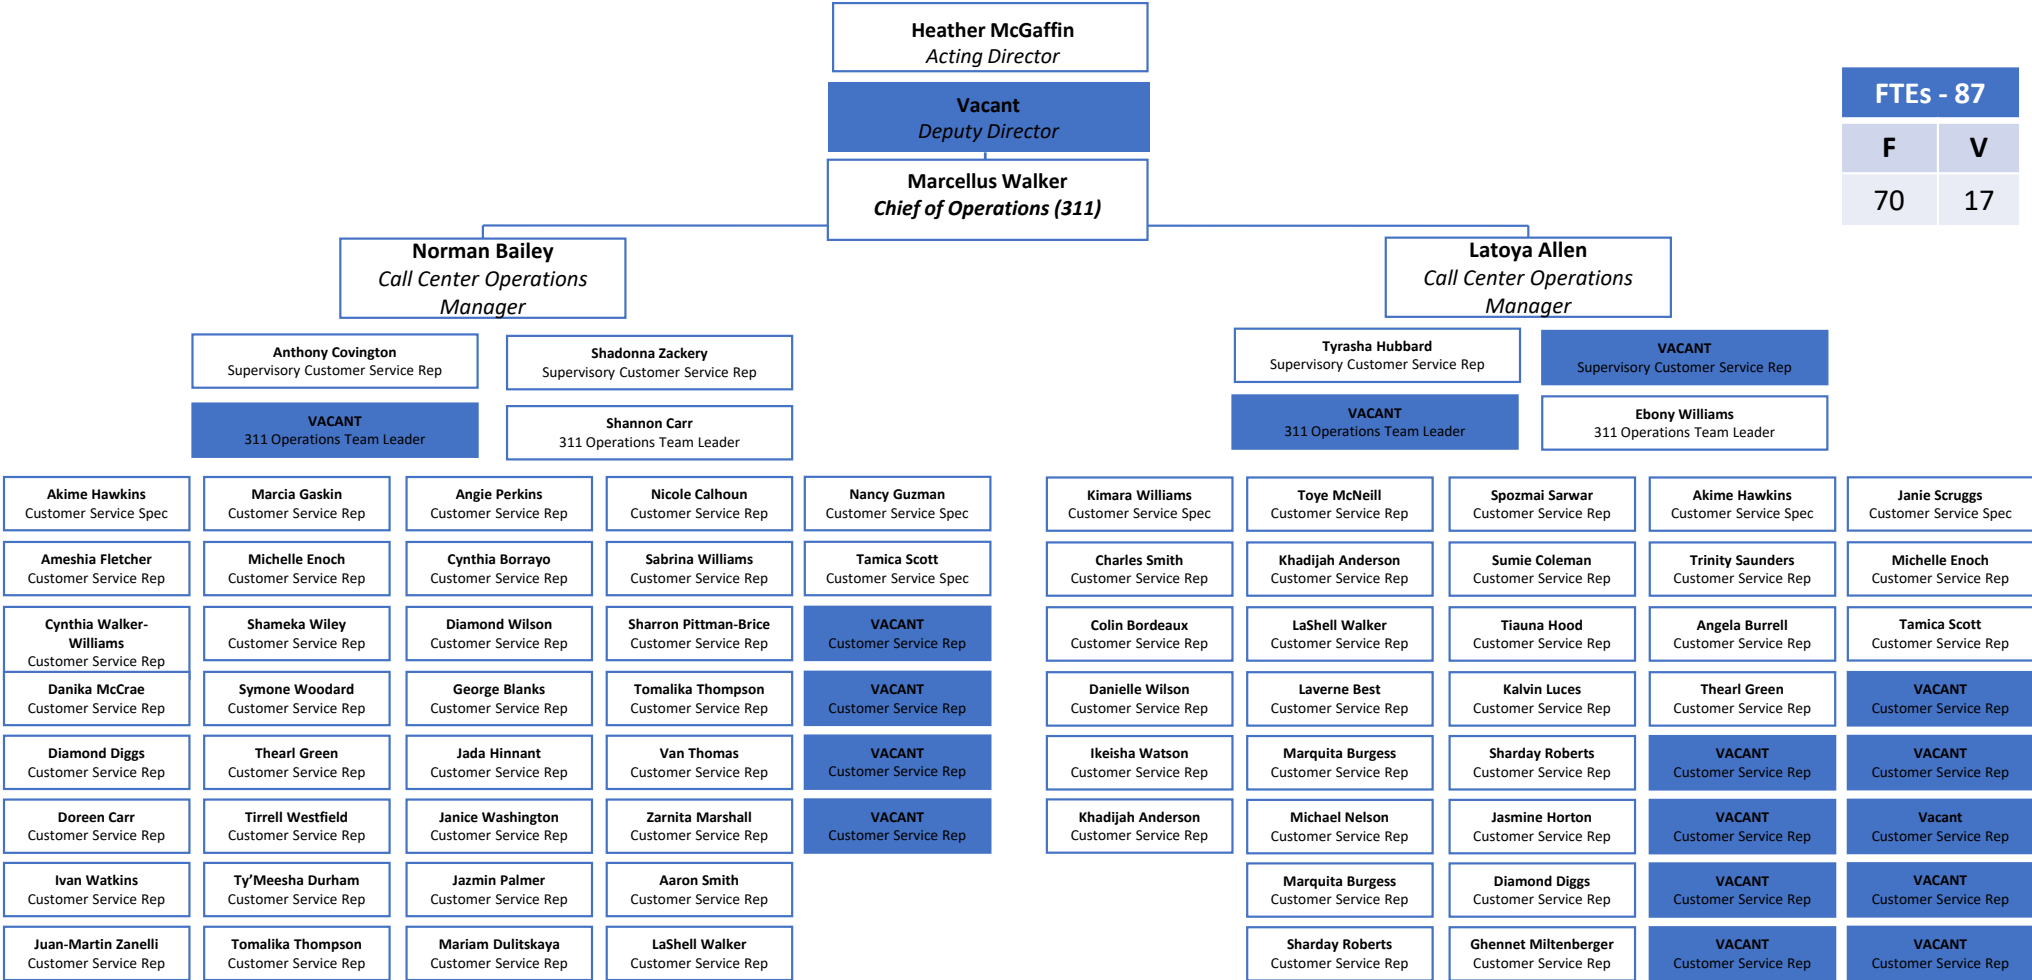 Heather McGaffin
Acting Director
Vacant
Deputy Director
Marcellus Walker
Chief of Operations (311)
FTEs - 87
F V
70 17
Norman Bailey
Call Center Operations
Manager
Latoya Allen
Call Center Operations
Manager
Anthony Covington
Supervisory Customer Service Rep
Shadonna Zackery
Supervisory Customer Service Rep
VACANT
311 Operations Team Leader
Shannon Carr
311 Operations Team Leader
Tyrasha Hubbard
Supervisory Customer Service Rep
VACANT
Supervisory Customer Service Rep
VACANT
311 Operations Team Leader
Ebony Williams
311 Operations Team Leader
Akime Hawkins
Customer Service Spec
Ameshia Fletcher
Customer Service Rep
Cynthia Walker-
Williams
Customer Service Rep
Danika McCrae
Customer Service Rep
Diamond Diggs
Customer Service Rep
Doreen Carr
Customer Service Rep
Ivan Watkins
Customer Service Rep
Juan-Martin Zanelli
Customer Service Rep
Marcia Gaskin
Customer Service Rep
Michelle Enoch
Customer Service Rep
Shameka Wiley
Customer Service Rep
Symone Woodard
Customer Service Rep
Thearl Green
Customer Service Rep
Tirrell Westfield
Customer Service Rep
Ty’Meesha Durham
Customer Service Rep
Tomalika Thompson
Customer Service Rep
Angie Perkins
Customer Service Rep
Cynthia Borrayo
Customer Service Rep
Diamond Wilson
Customer Service Rep
George Blanks
Customer Service Rep
Jada Hinnant
Customer Service Rep
Janice Washington
Customer Service Rep
Jazmin Palmer
Customer Service Rep
Mariam Dulitskaya
Customer Service Rep
Nicole Calhoun
Customer Service Rep
Sabrina Williams
Customer Service Rep
Sharron Pittman-Brice
Customer Service Rep
Tomalika Thompson
Customer Service Rep
Van Thomas
Customer Service Rep
Zarnita Marshall
Customer Service Rep
Aaron Smith
Customer Service Rep
LaShell Walker
Customer Service Rep
Nancy Guzman
Customer Service Spec
Tamica Scott
Customer Service Spec
VACANT
Customer Service Rep
VACANT
Customer Service Rep
VACANT
Customer Service Rep
VACANT
Customer Service Rep
Kimara Williams
Customer Service Spec
Charles Smith
Customer Service Rep
Colin Bordeaux
Customer Service Rep
Danielle Wilson
Customer Service Rep
Ikeisha Watson
Customer Service Rep
Khadijah Anderson
Customer Service Rep
Toye McNeill
Customer Service Rep
Khadijah Anderson
Customer Service Rep
LaShell Walker
Customer Service Rep
Laverne Best
Customer Service Rep
Marquita Burgess
Customer Service Rep
Michael Nelson
Customer Service Rep
Marquita Burgess
Customer Service Rep
Sharday Roberts
Customer Service Rep
Spozmai Sarwar
Customer Service Rep
Sumie Coleman
Customer Service Rep
Tiauna Hood
Customer Service Rep
Kalvin Luces
Customer Service Rep
Sharday Roberts
Customer Service Rep
Jasmine Horton
Customer Service Rep
Diamond Diggs
Customer Service Rep
Ghennet Miltenberger
Customer Service Rep
Akime Hawkins
Customer Service Spec
Trinity Saunders
Customer Service Rep
Angela Burrell
Customer Service Rep
Thearl Green
Customer Service Rep
VACANT
Customer Service Rep
VACANT
Customer Service Rep
VACANT
Customer Service Rep
VACANT
Customer Service Rep
Janie Scruggs
Customer Service Spec
Michelle Enoch
Customer Service Rep
Tamica Scott
Customer Service Rep
VACANT
Customer Service Rep
VACANT
Customer Service Rep
Vacant
Customer Service Rep
VACANT
Customer Service Rep
VACANT
Customer Service Rep